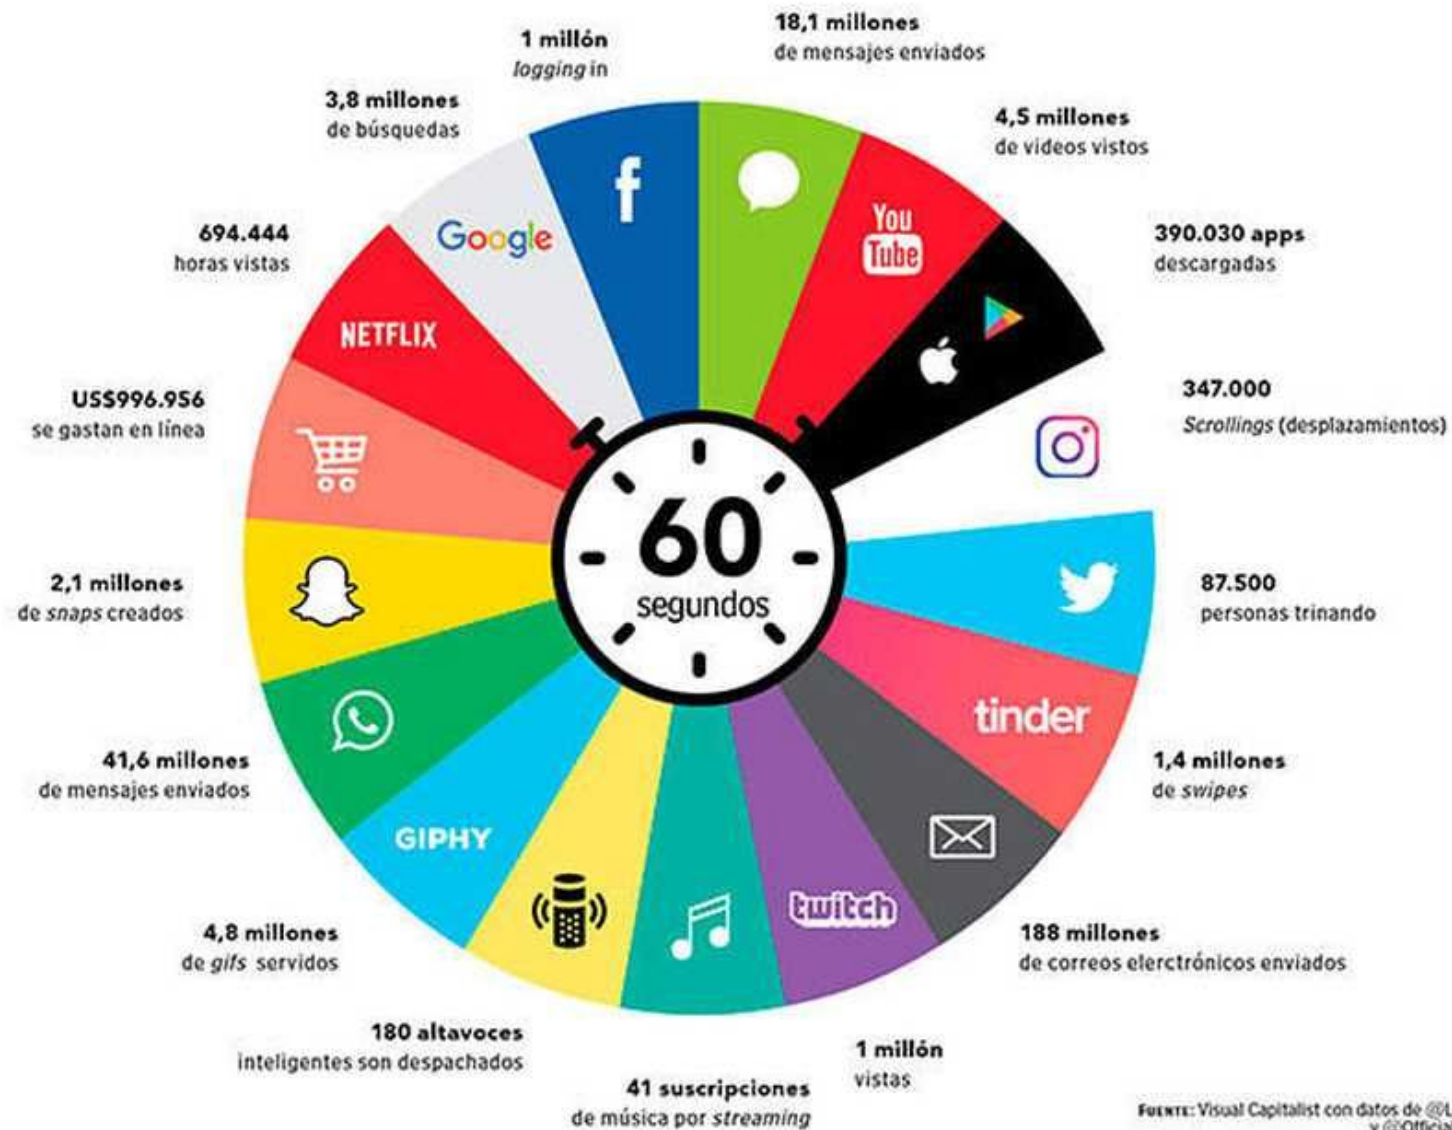 1 millón
logging in
18,1 millones
de mensajes enviados
3,8 millones
de búsquedas
4,5 millones
de videos vistos
694.444
horas vistas
390.030 apps
descargadas
US$996.956
se gastan en línea
347.000
Scrollings (desplazamientos)
2,1 millones
de snaps creados
87.500
personas trinando
41,6 millones
de mensajes enviados
1,4 millones
de swipes
4,8 millones
de gifs servidos
188 millones
de correos elerctrónicos enviados
180 altavoces
inteligentes son despachados
1 millón
vistas
41 suscripciones
de música por streaming
f
Google
You
Tube
NETFLIX
60
segundos
tinder
GIPHY
twitch
FUENTE: Visual Capitalist con datos de @L
y @Official